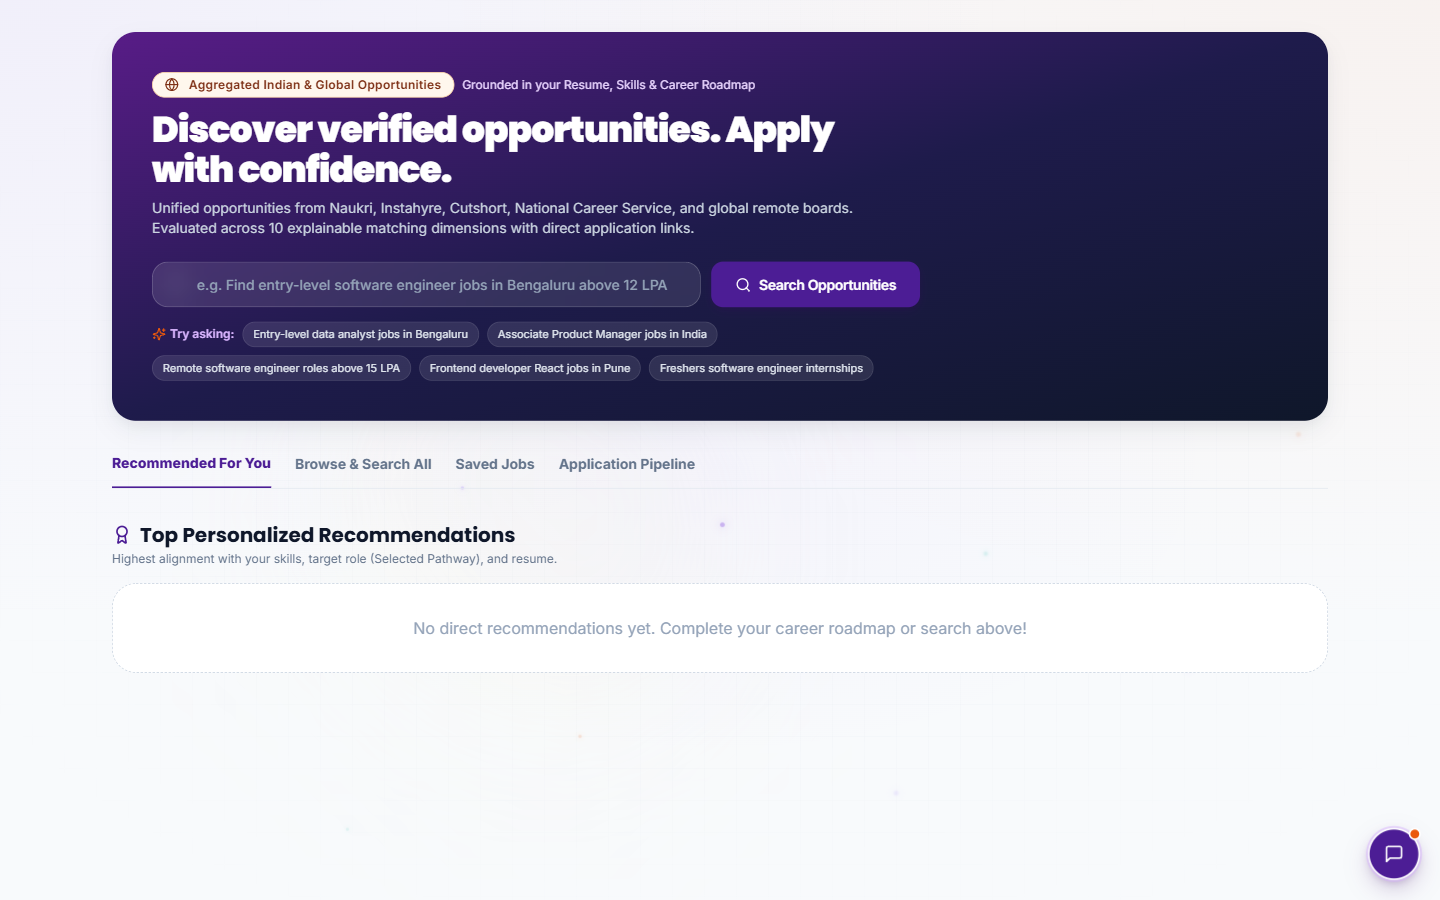 Aggregated Indian & Global Opportunities
Grounded in your Resume, Skills & Career Roadmap
Discover verified opportunities. Apply
with confidence.
Unified opportunities from Naukri, Instahyre, Cutshort, National Career Service, and global remote boards.
Evaluated across 10 explainable matching dimensions with direct application links.
e.g. Find entry-level software engineer jobs in Bengaluru above 12 LPA
Search Opportunities
Try asking:
Entry-level data analyst jobs in Bengaluru
Associate Product Manager jobs in India
Remote software engineer roles above 15 LPA
Frontend developer React jobs in Pune
Freshers software engineer internships
Recommended For You
Browse & Search All
Saved Jobs
Application Pipeline
Top Personalized Recommendations
Highest alignment with your skills, target role (Selected Pathway), and resume.
No direct recommendations yet. Complete your career roadmap or search above!